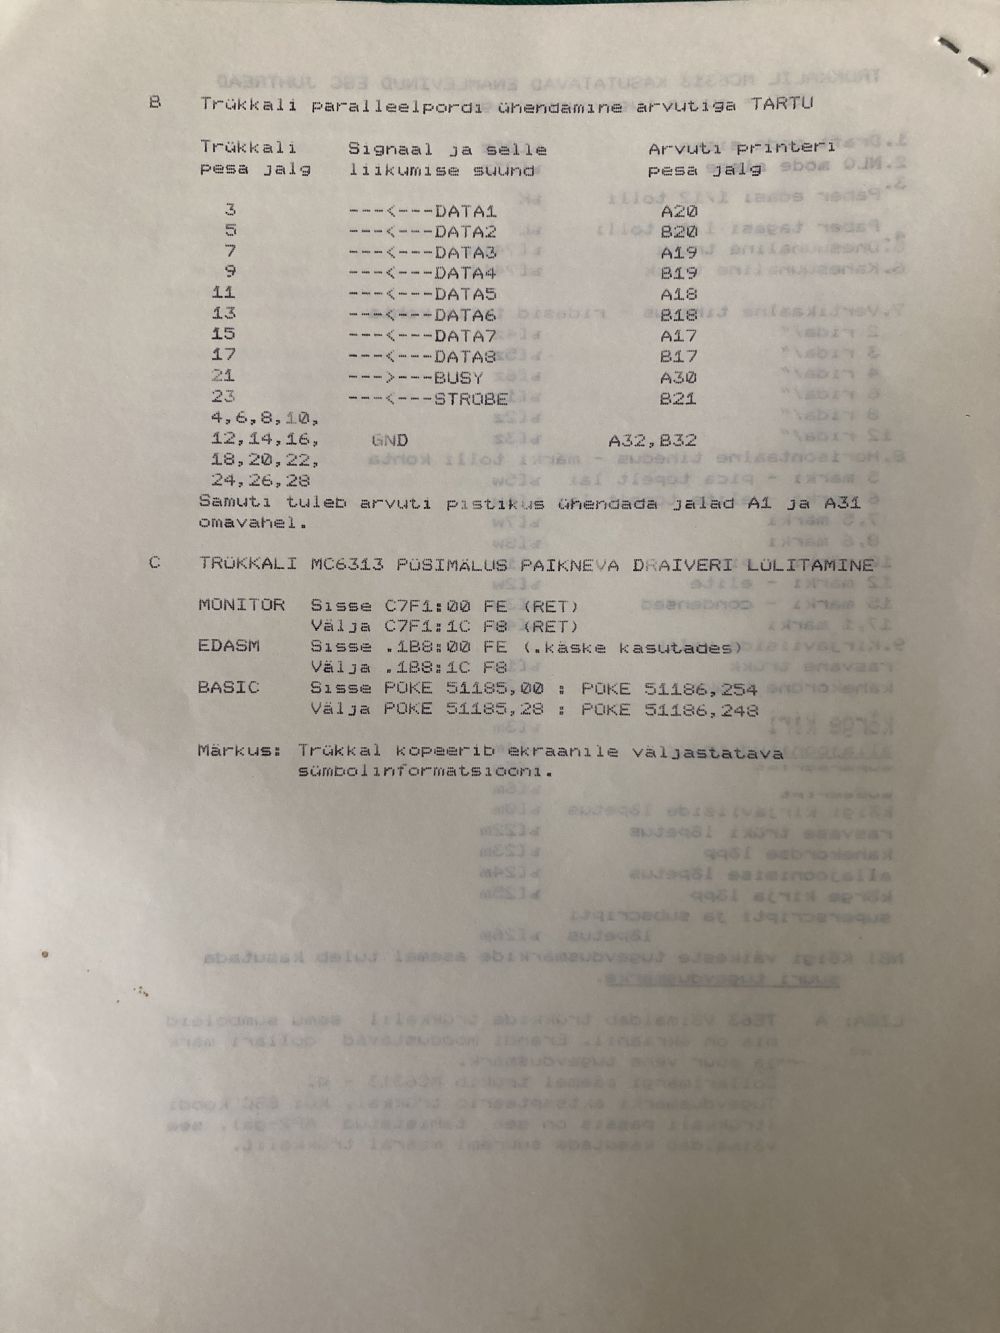 B Trükkali paralleelpordi ühendamine arvutiga TARTU
Trükkali Signaal ja selle Arvuti printeri
pesa jalg liikumise suund pesa jalg
3 ---<---DATA1 A20
5 ---<---DATA2 B20
7 ---<---DATA3 A19
9 ---<---DATA4 B19
11 ---<---DATA5 A18
13 ---<---DATA6 B18
15 ---<---DATA7 A17
17 ---<---DATA8 B17
21 --->---BUSY A30
23 ---<---STROBE B21
4,6,8,10,
12,14,16, GND A32,B32
18,20,22,
24,26,28
Samuti tuleb arvuti pistikus ühendada jalad A1 ja A31
omavahel.
C TRÜKKALI MC6313 PÜSIMÄLUS PAIKNEVA DRAIVERI LÜLITAMINE
MONITOR Sisse C7F1:00 FE (RET)
Välja C7F1:1C F8 (RET)
EDASM Sisse .1B8:00 FE (.käske kasutades)
Välja .1B8:1C F8
BASIC Sisse POKE 51185,00 : POKE 51186,254
Välja POKE 51185,28 : POKE 51186,248
Märkus: Trükkal kopeerib ekraanile väljastatava
sümbolinformatsiooni.